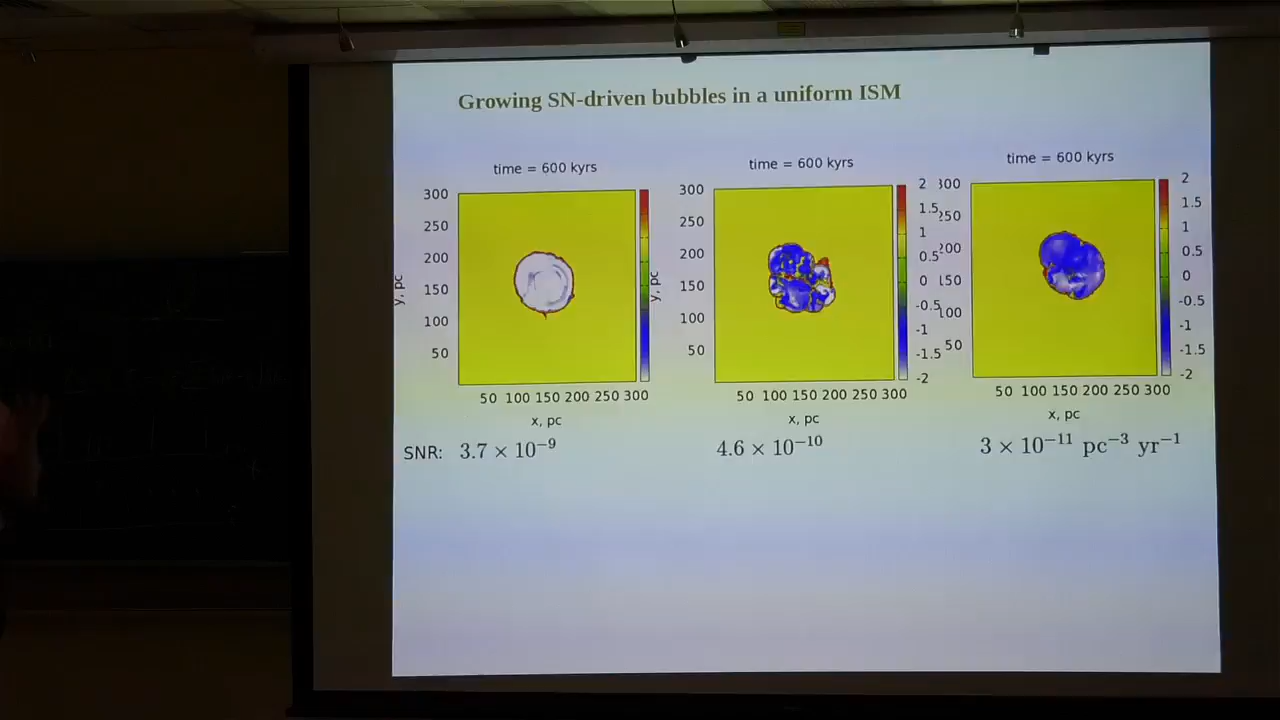 Growing SN-driven bubbles in a uniform ISM
time = 600 kyrs
300
250
200
150
100
50
y, pc
50 100 150 200 250 300
x, pc
time = 600 kyrs
300
250
200
150
100
50
y, pc
50 100 150 200 250 300
x, pc
2
1.5
1
0.5
0
-0.5
-1
-1.5
-2
time = 600 kyrs
300
250
200
150
100
50
50 100 150 200 250 300
x, pc
2
1.5
1
0.5
0
-0.5
-1
-1.5
-2
SNR: 3.7 × 10⁻⁹ 4.6 × 10⁻¹⁰ 3 × 10⁻¹¹ pc⁻³ yr⁻¹